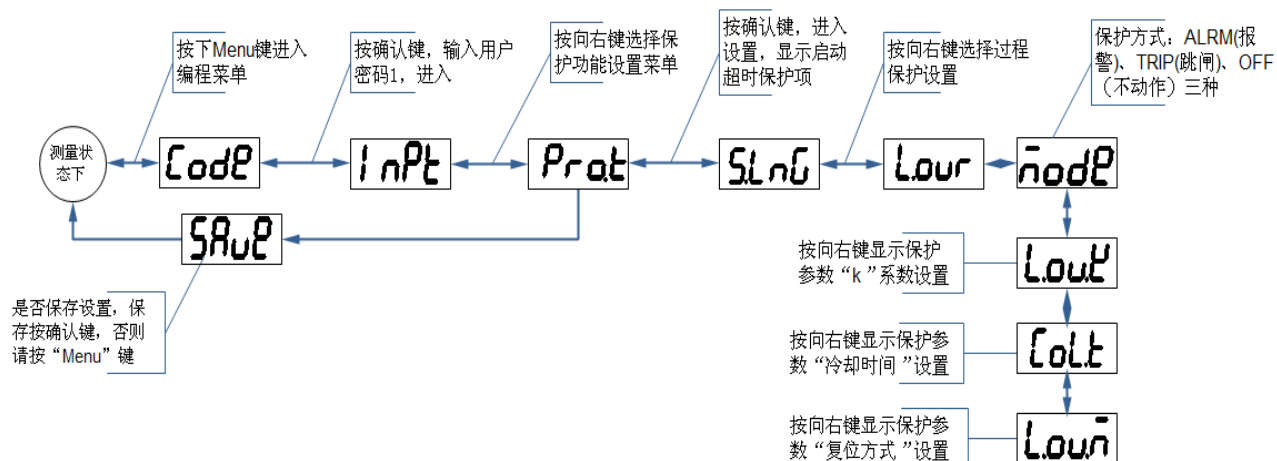 按下Menu键进入
编程菜单
按确认键，输入用户
密码1，进入
按向右键选择保
护功能设置菜单
按确认键，进入
设置，显示启动
超时保护项
按向右键选择过程
保护设置
保护方式：ALRM(报
警)、TRIP(跳闸)、OFF
（不动作）三种
测量状
态下
CodE
InPt
Pro.t
S.LnG
L.our
modE
SAvE
按向右键显示保护
参数“k”系数设置
L.ou.K
是否保存设置，保
存按确认键，否则
请按“Menu”键
按向右键显示保护参
数“冷却时间”设置
CoL.t
按向右键显示保护参
数“复位方式”设置
L.ou.m